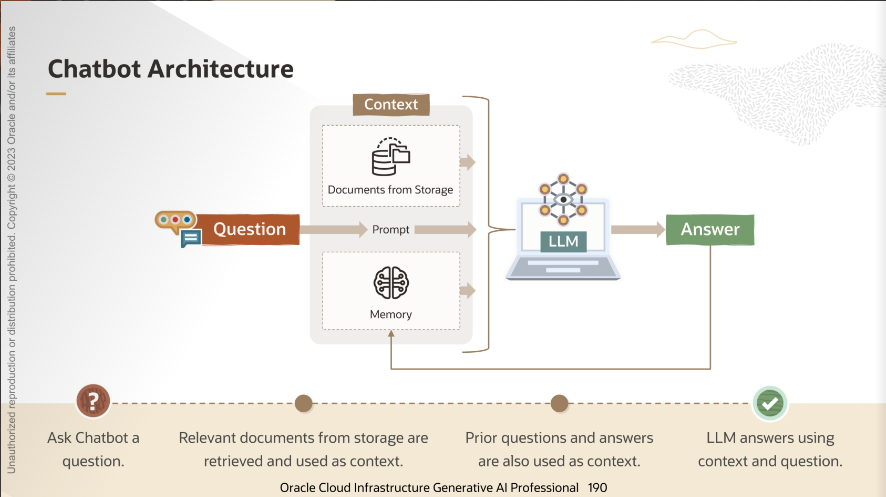 Unauthorized reproduction or distribution prohibited. Copyright © 2023 Oracle and/or its affiliates
Chatbot Architecture
Context
Documents from Storage
Question
Prompt
LLM
Answer
Memory
?
Ask Chatbot a
question.
Relevant documents from storage are
retrieved and used as context.
Prior questions and answers
are also used as context.
LLM answers using
context and question.
Oracle Cloud Infrastructure Generative AI Professional 190